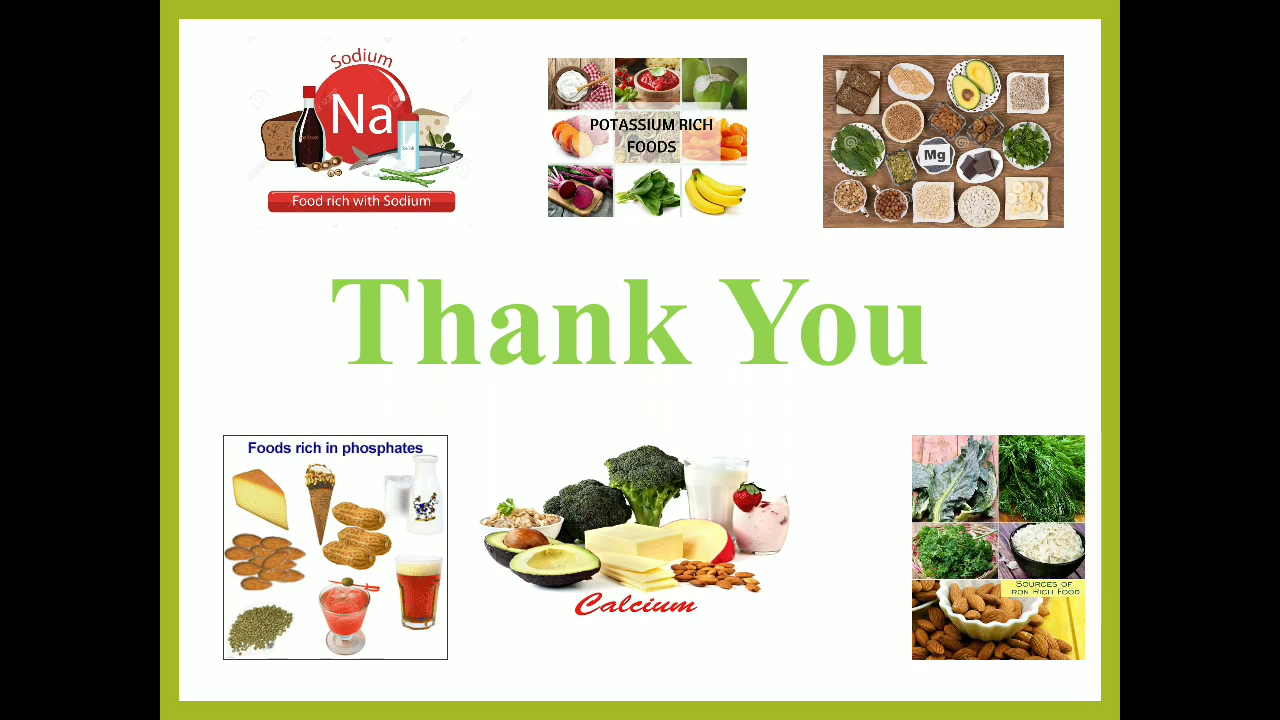 Sodium
Na
Food rich with Sodium
POTASSIUM RICH
FOODS
Mg
Thank You
Foods rich in phosphates
Calcium
SOURCES OF
IRON RICH FOOD